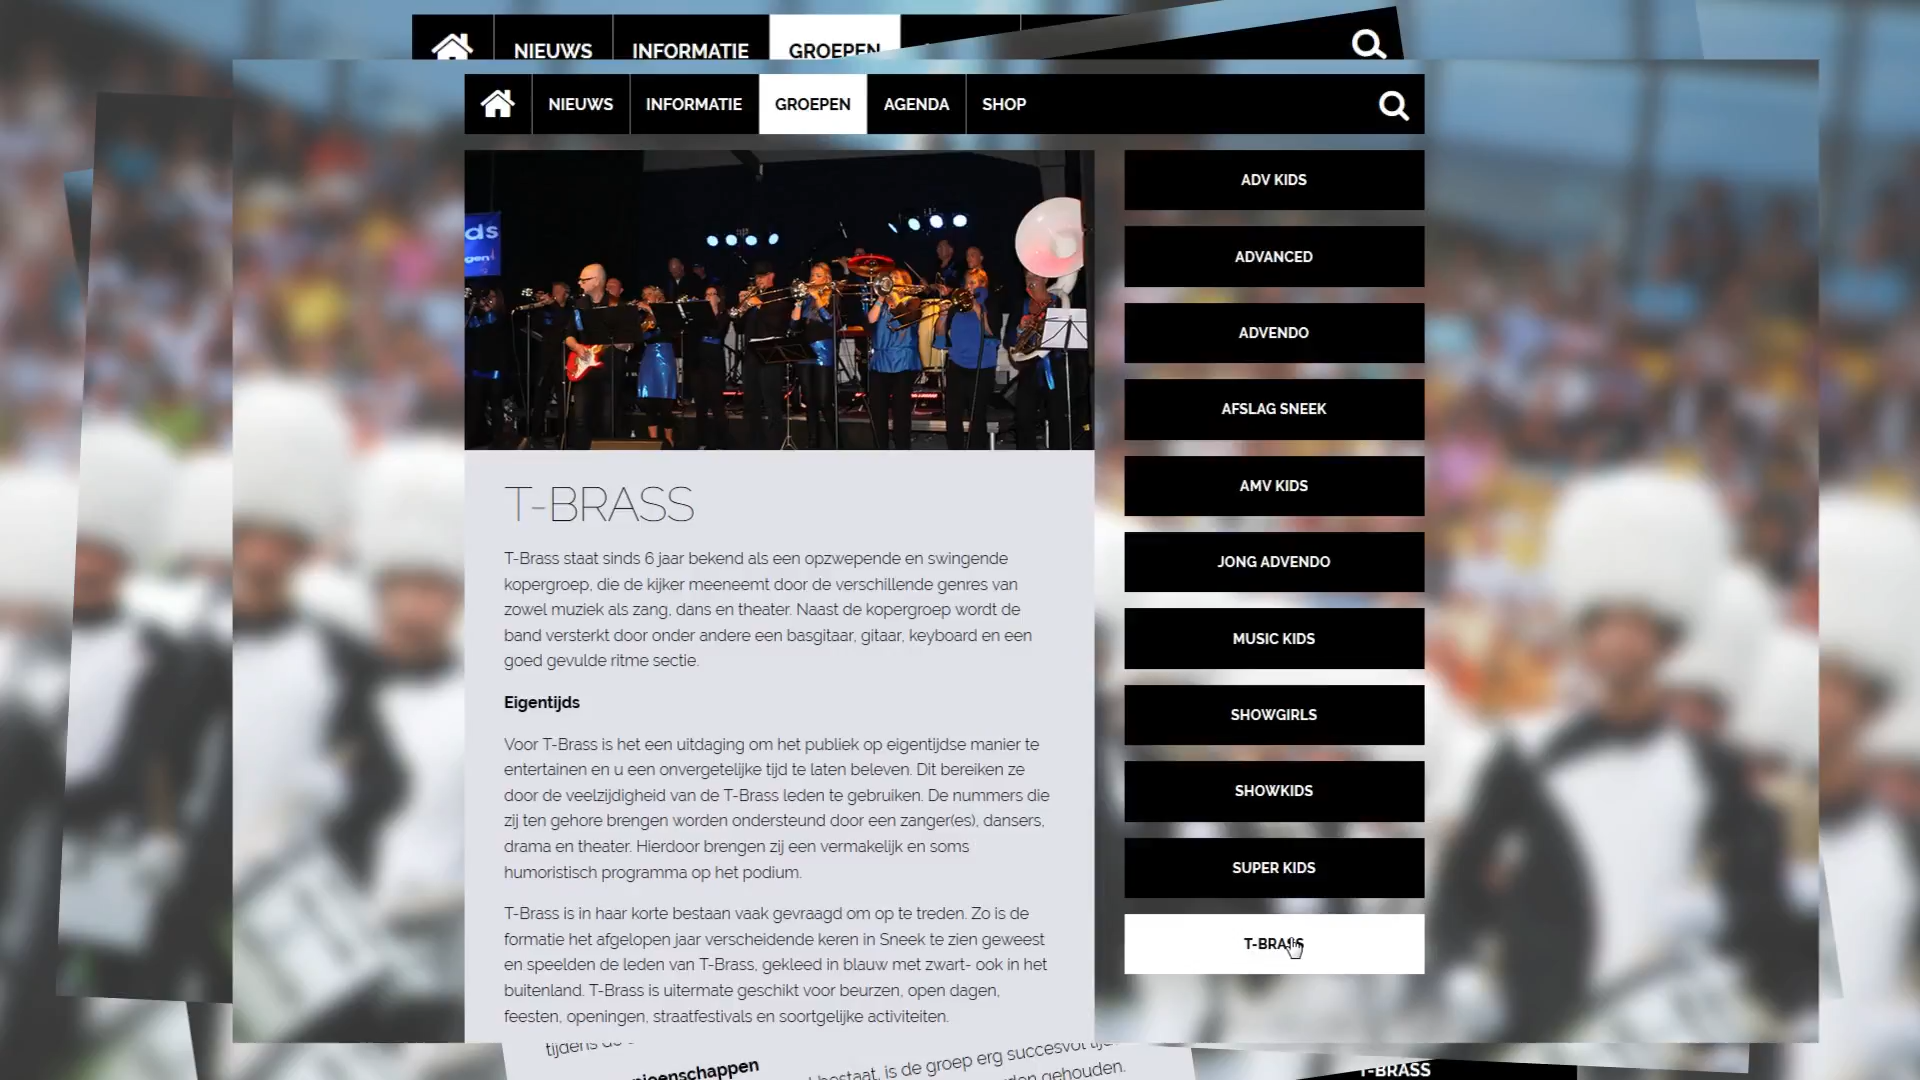 NIEUWS INFORMATIE GROEPEN
NIEUWS INFORMATIE GROEPEN AGENDA SHOP
ds
gen
ADV KIDS
ADVANCED
ADVENDO
AFSLAG SNEEK
AMV KIDS
JONG ADVENDO
MUSIC KIDS
SHOWGIRLS
SHOWKIDS
SUPER KIDS
T-BRASS
T-BRASS
T-Brass staat sinds 6 jaar bekend als een opzwepende en swingende
kopergroep, die de kijker meeneemt door de verschillende genres van
zowel muziek als zang, dans en theater. Naast de kopergroep wordt de
band versterkt door onder andere een basgitaar, gitaar, keyboard en een
goed gevulde ritme sectie.
Eigentijds
Voor T-Brass is het een uitdaging om het publiek op eigentijdse manier te
entertainen en u een onvergetelijke tijd te laten beleven. Dit bereiken ze
door de veelzijdigheid van de T-Brass leden te gebruiken. De nummers die
zij ten gehore brengen worden ondersteund door een zanger(es), dansers,
drama en theater. Hierdoor brengen zij een vermakelijk en soms
humoristisch programma op het podium.
T-Brass is in haar korte bestaan vaak gevraagd om op te treden. Zo is de
formatie het afgelopen jaar verscheidende keren in Sneek te zien geweest
en speelden de leden van T-Brass, gekleed in blauw met zwart- ook in het
buitenland. T-Brass is uitermate geschikt voor beurzen, open dagen,
feesten, openingen, straatfestivals en soortgelijke activiteiten.
tijdens
bestaat, is de groep erg succesvol
gehouden.
T-BRASS